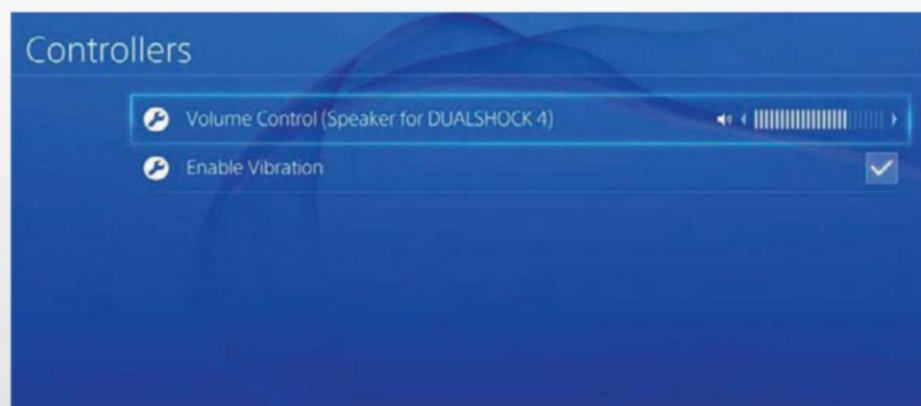 Controllers
Volume Control (Speaker for DUALSHOCK 4)
Enable Vibration